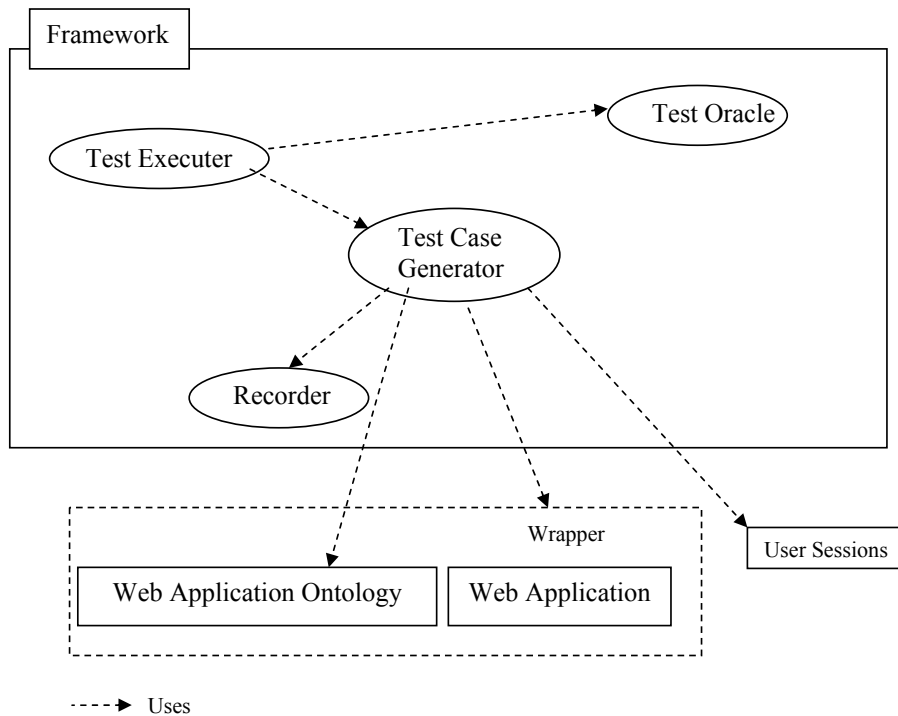 Framework
Test Oracle
Test Executer
Test Case
Generator
Recorder
Wrapper
User Sessions
Web Application Ontology
Web Application
Uses